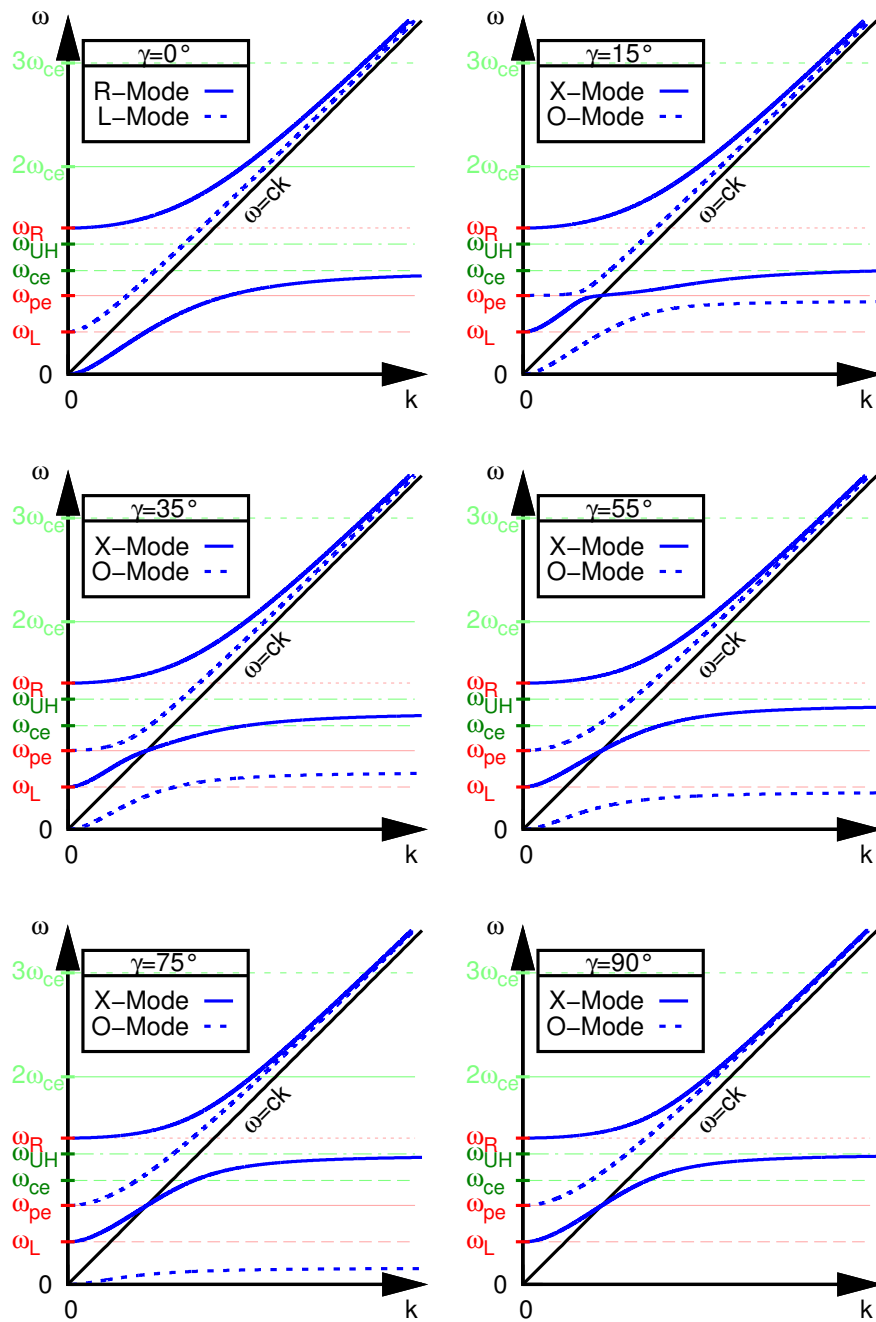 ω
γ=0°
3ω_ce
R−Mode
L−Mode
2ω_ce
ω=ck
ω_R
ω_UH
ω_ce
ω_pe
ω_L
0
0
k
γ=15°
3ω_ce
X−Mode
O−Mode
2ω_ce
ω=ck
ω_R
ω_UH
ω_ce
ω_pe
ω_L
0
0
k
ω
γ=35°
3ω_ce
X−Mode
O−Mode
2ω_ce
ω=ck
ω_R
ω_UH
ω_ce
ω_pe
ω_L
0
0
k
ω
γ=55°
3ω_ce
X−Mode
O−Mode
2ω_ce
ω=ck
ω_R
ω_UH
ω_ce
ω_pe
ω_L
0
0
k
ω
γ=75°
3ω_ce
X−Mode
O−Mode
2ω_ce
ω=ck
ω_R
ω_UH
ω_ce
ω_pe
ω_L
0
0
k
ω
γ=90°
3ω_ce
X−Mode
O−Mode
2ω_ce
ω=ck
ω_R
ω_UH
ω_ce
ω_pe
ω_L
0
0
k